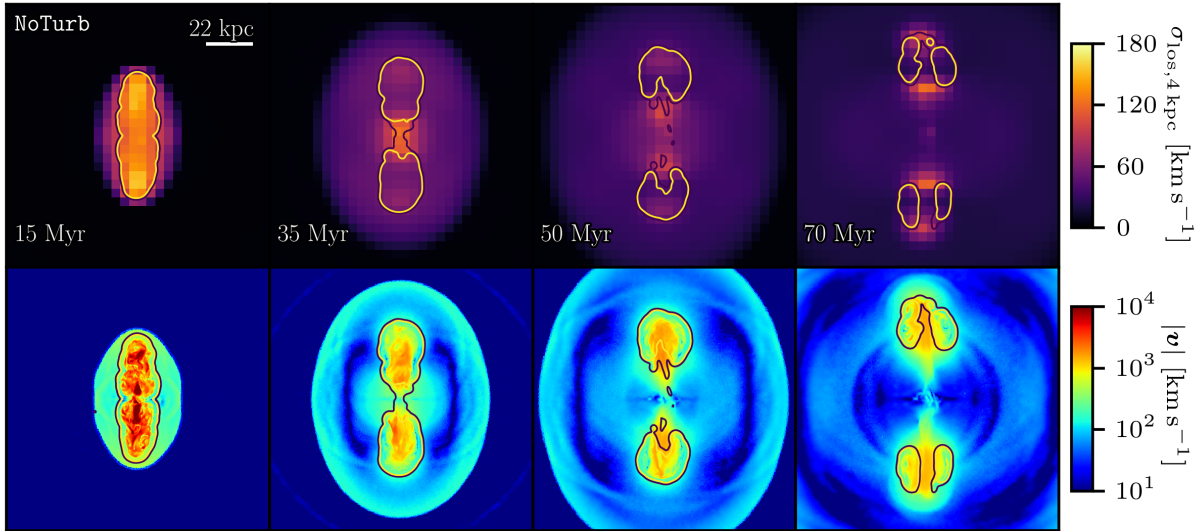 NoTurb
22 kpc
15 Myr
35 Myr
50 Myr
70 Myr
180
120
60
0
σ_los, 4 kpc [km s⁻¹]
10⁴
10³
10²
10¹
|v| [km s⁻¹]